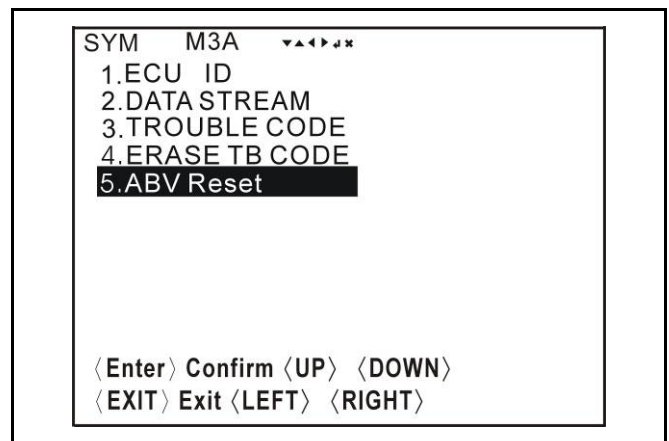 SYM M3A ▼▲◀▶↲✖
1.ECU ID
2.DATA STREAM
3.TROUBLE CODE
4.ERASE TB CODE
5.ABV Reset
〈Enter〉 Confirm 〈UP〉 〈DOWN〉
〈EXIT〉 Exit 〈LEFT〉 〈RIGHT〉